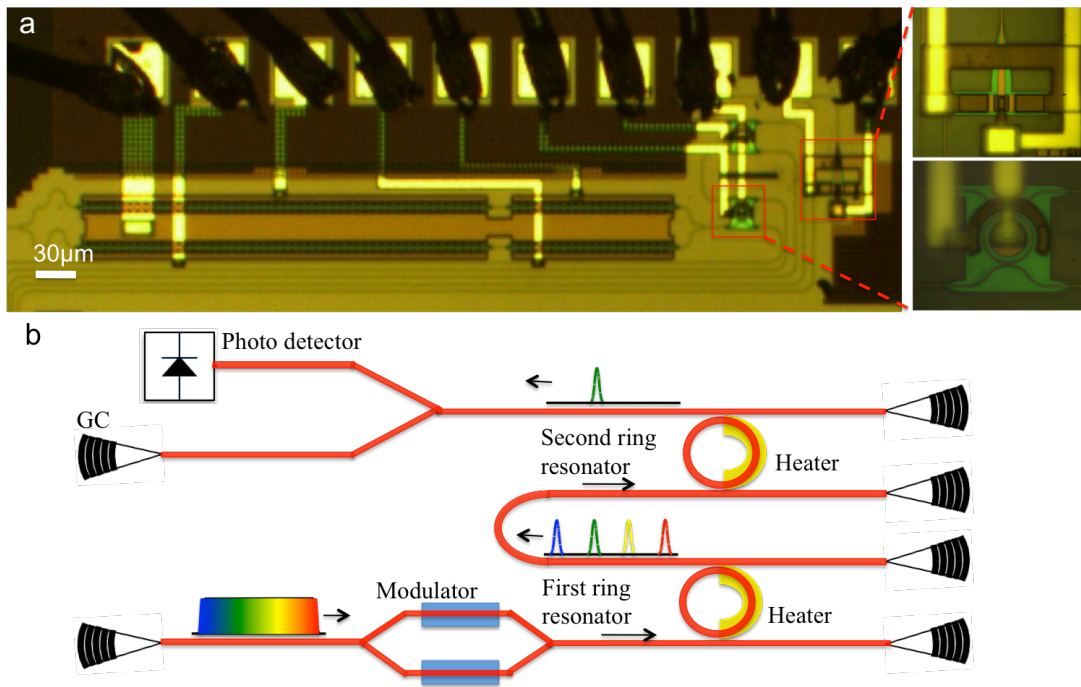 a
30μm
b
Photo detector
GC
Second ring
resonator
Heater
Modulator
First ring
resonator
Heater